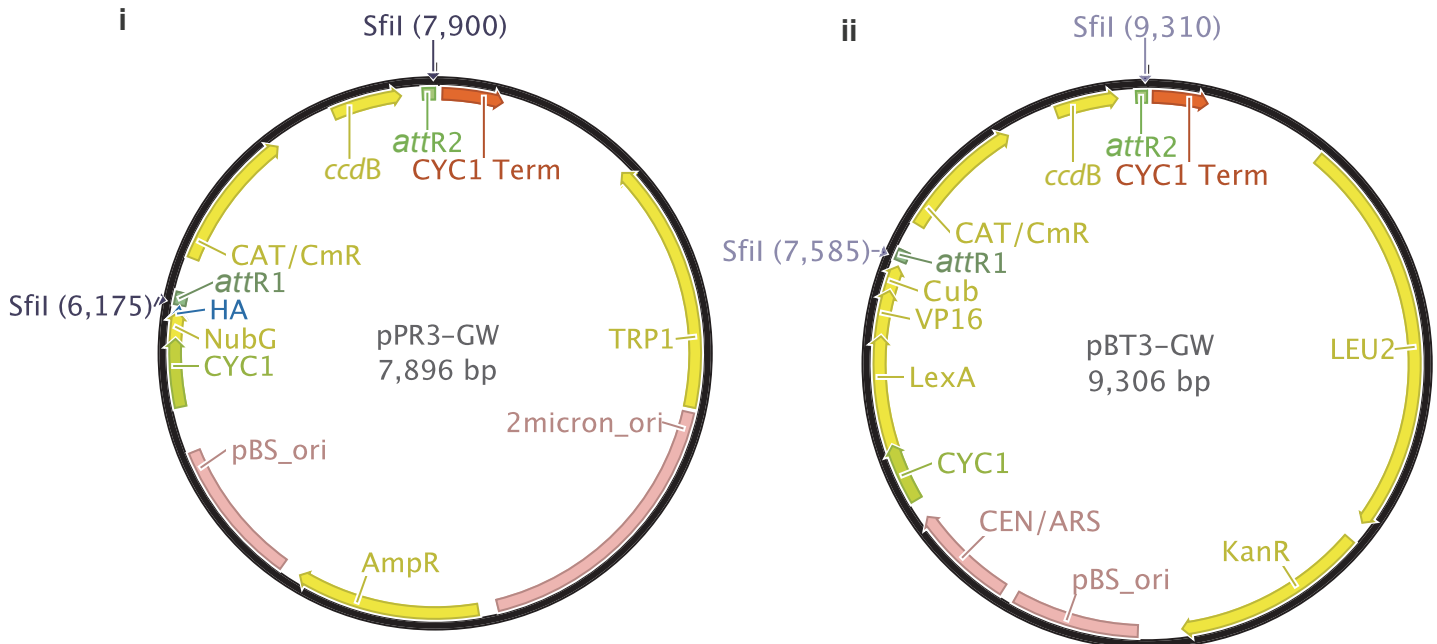 i
SfiI (7,900)
attR2
ccdB
CYC1 Term
CAT/CmR
attR1
SfiI (6,175)
HA
NubG
CYC1
pPR3-GW
7,896 bp
TRP1
2micron_ori
pBS_ori
AmpR
ii
SfiI (9,310)
attR2
ccdB
CYC1 Term
CAT/CmR
SfiI (7,585)
attR1
Cub
VP16
LexA
pBT3-GW
9,306 bp
LEU2
CYC1
CEN/ARS
KanR
pBS_ori